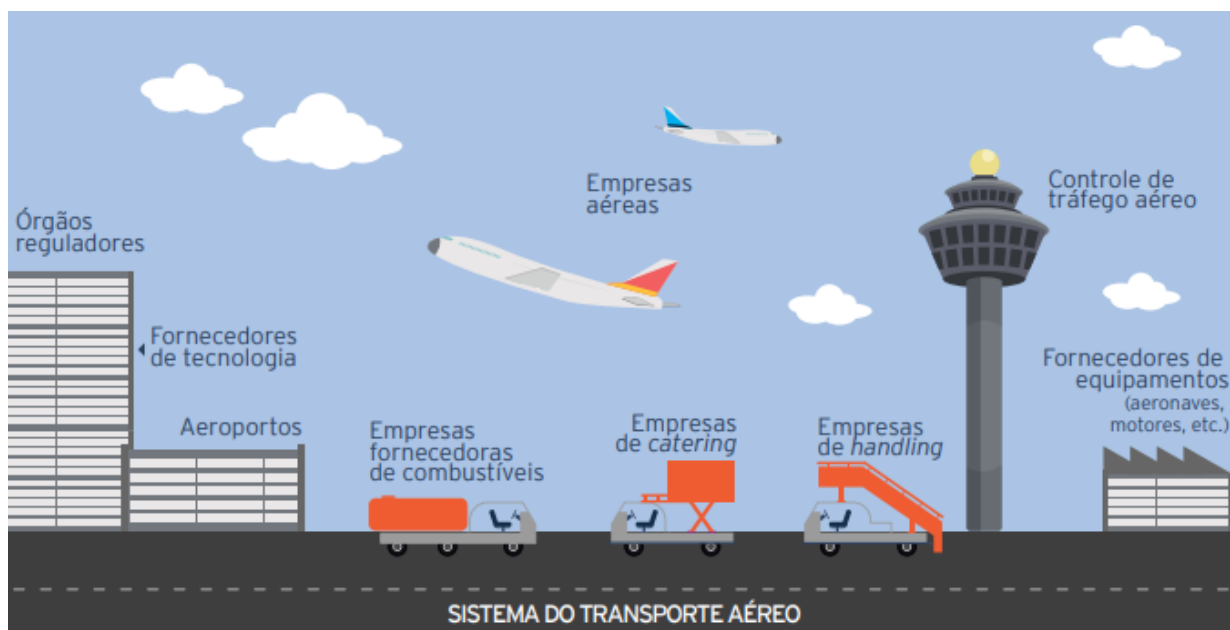 Empresas
aéreas
Controle de
tráfego aéreo
Órgãos
reguladores
Fornecedores
de tecnologia
Fornecedores de
equipamentos
(aeronaves,
motores, etc.)
Aeroportos
Empresas
fornecedoras
de combustíveis
Empresas
de catering
Empresas
de handling
SISTEMA DO TRANSPORTE AÉREO